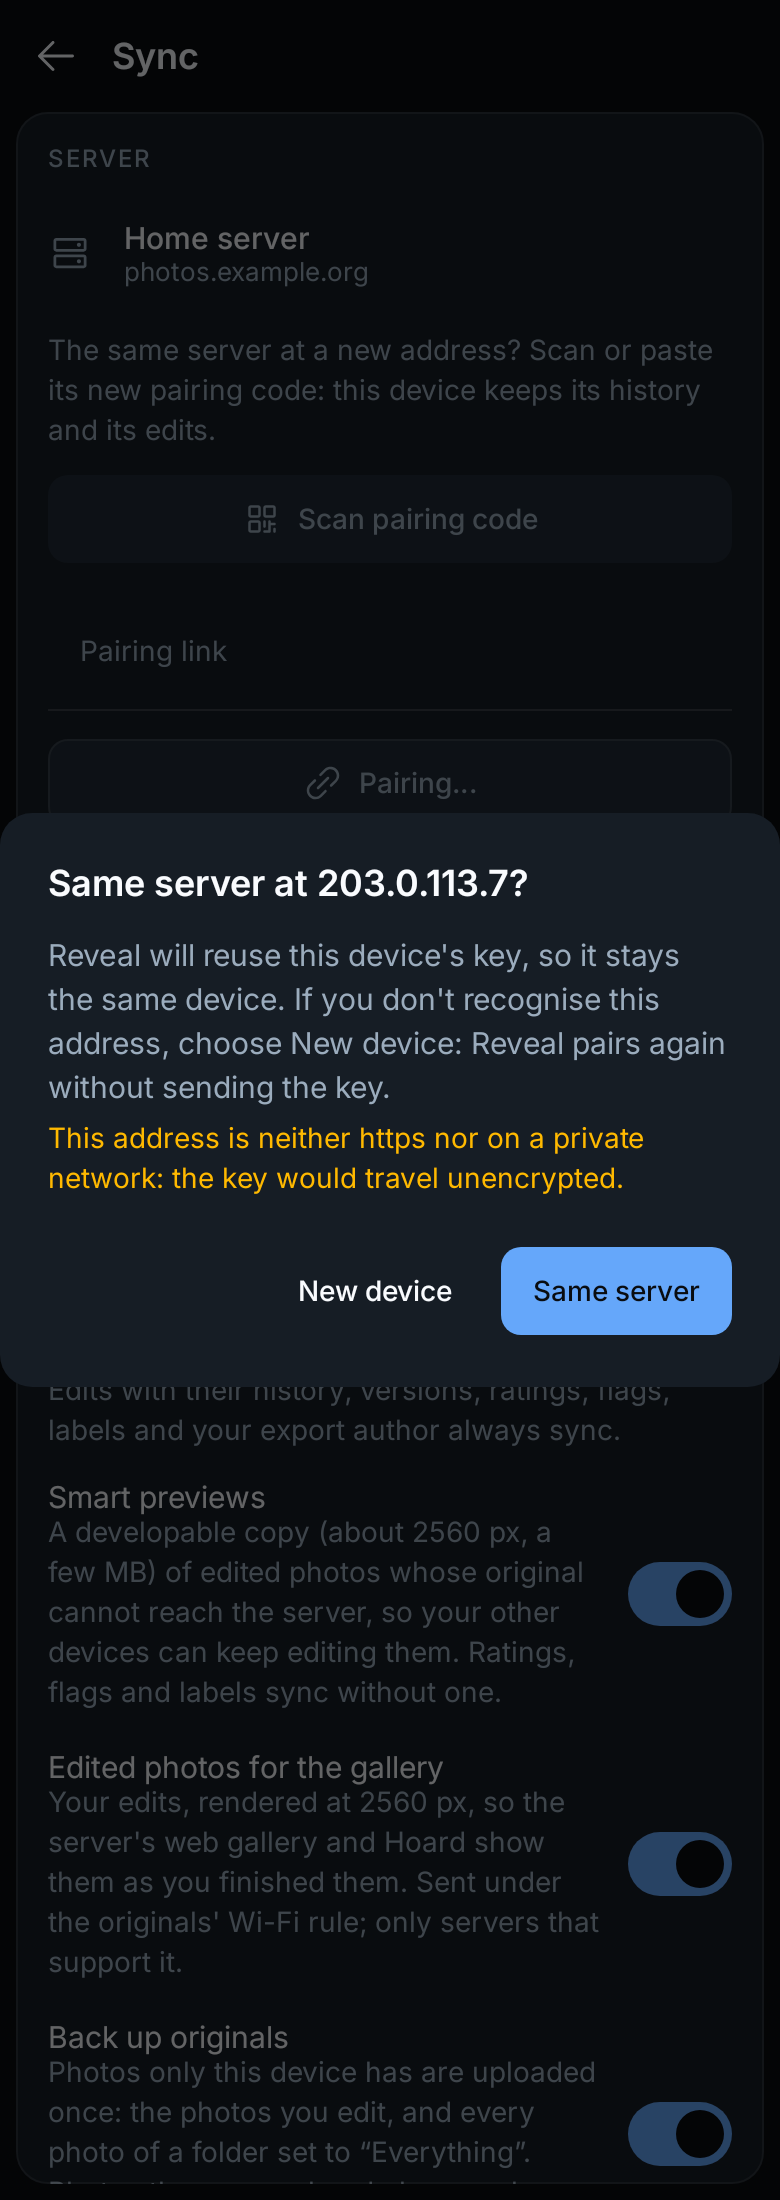 Sync
SERVER
Home server
photos.example.org
The same server at a new address? Scan or paste
its new pairing code: this device keeps its history
and its edits.
Scan pairing code
Pairing link
Pairing...
Same server at 203.0.113.7?
Reveal will reuse this device's key, so it stays
the same device. If you don't recognise this
address, choose New device: Reveal pairs again
without sending the key.
This address is neither https nor on a private
network: the key would travel unencrypted.
New device
Same server
Edits with their history, versions, ratings, flags,
labels and your export author always sync.
Smart previews
A developable copy (about 2560 px, a
few MB) of edited photos whose original
cannot reach the server, so your other
devices can keep editing them. Ratings,
flags and labels sync without one.
Edited photos for the gallery
Your edits, rendered at 2560 px, so the
server's web gallery and Hoard show
them as you finished them. Sent under
the originals' Wi-Fi rule; only servers that
support it.
Back up originals
Photos only this device has are uploaded
once: the photos you edit, and every
photo of a folder set to “Everything”.